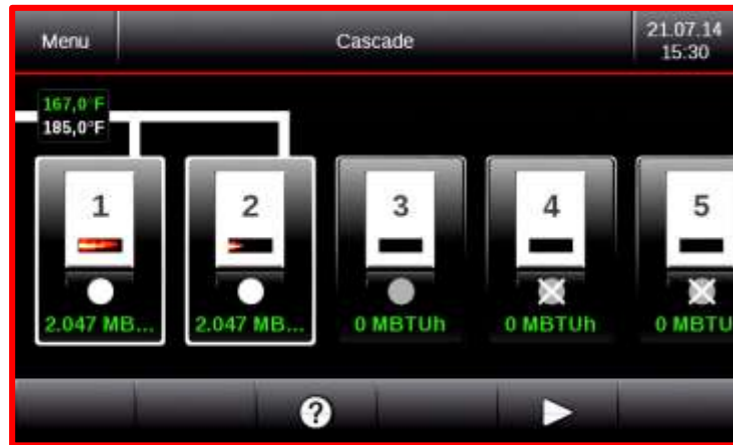 Menu
Cascade
21.07.14
15:30
167,0°F
185,0°F
1
2
3
4
5
2.047 MB...
2.047 MB...
0 MBTUh
0 MBTUh
0 MBTU
?